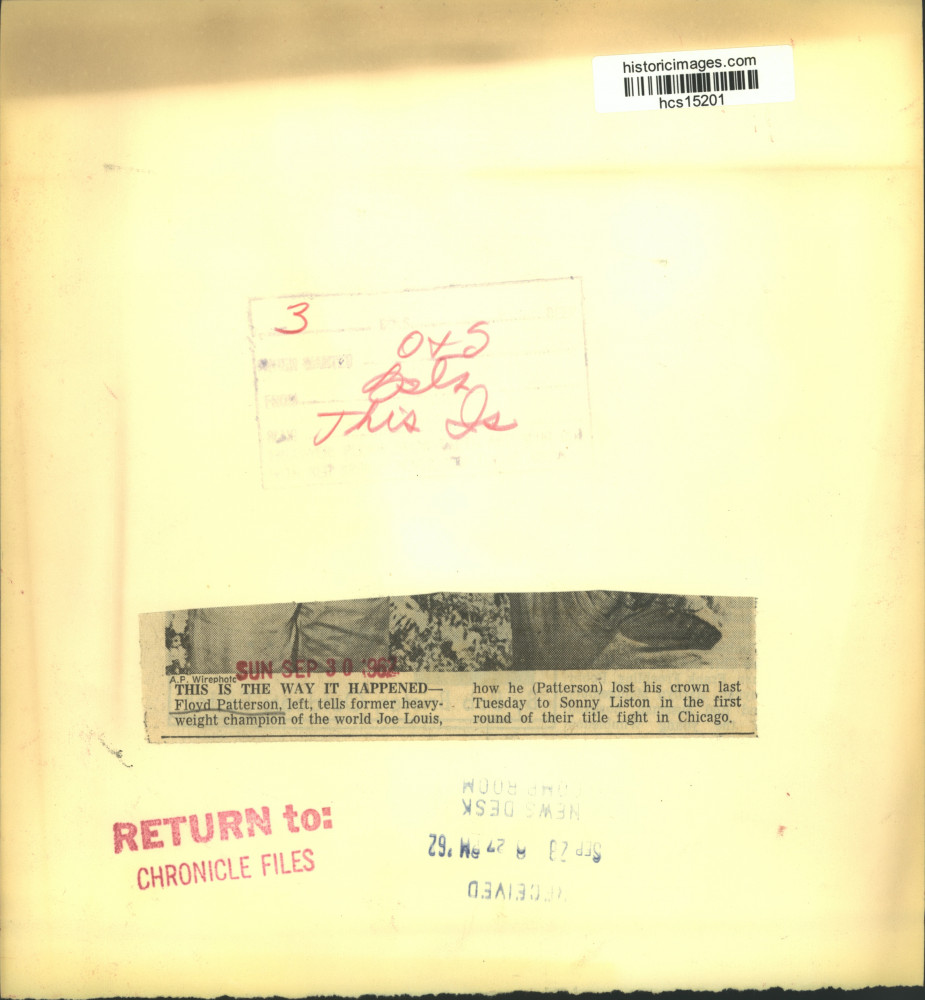 historicimages.com
hcs15201
3
O+S
This Is
SUN SEP 30 1962
A.P. Wirephoto
THIS IS THE WAY IT HAPPENED—
Floyd Patterson, left, tells former heavy-
weight champion of the world Joe Louis,
how he (Patterson) lost his crown last
Tuesday to Sonny Liston in the first
round of their title fight in Chicago.
RETURN to:
CHRONICLE FILES
RECEIVED
NEWS DESK
COMP ROOM